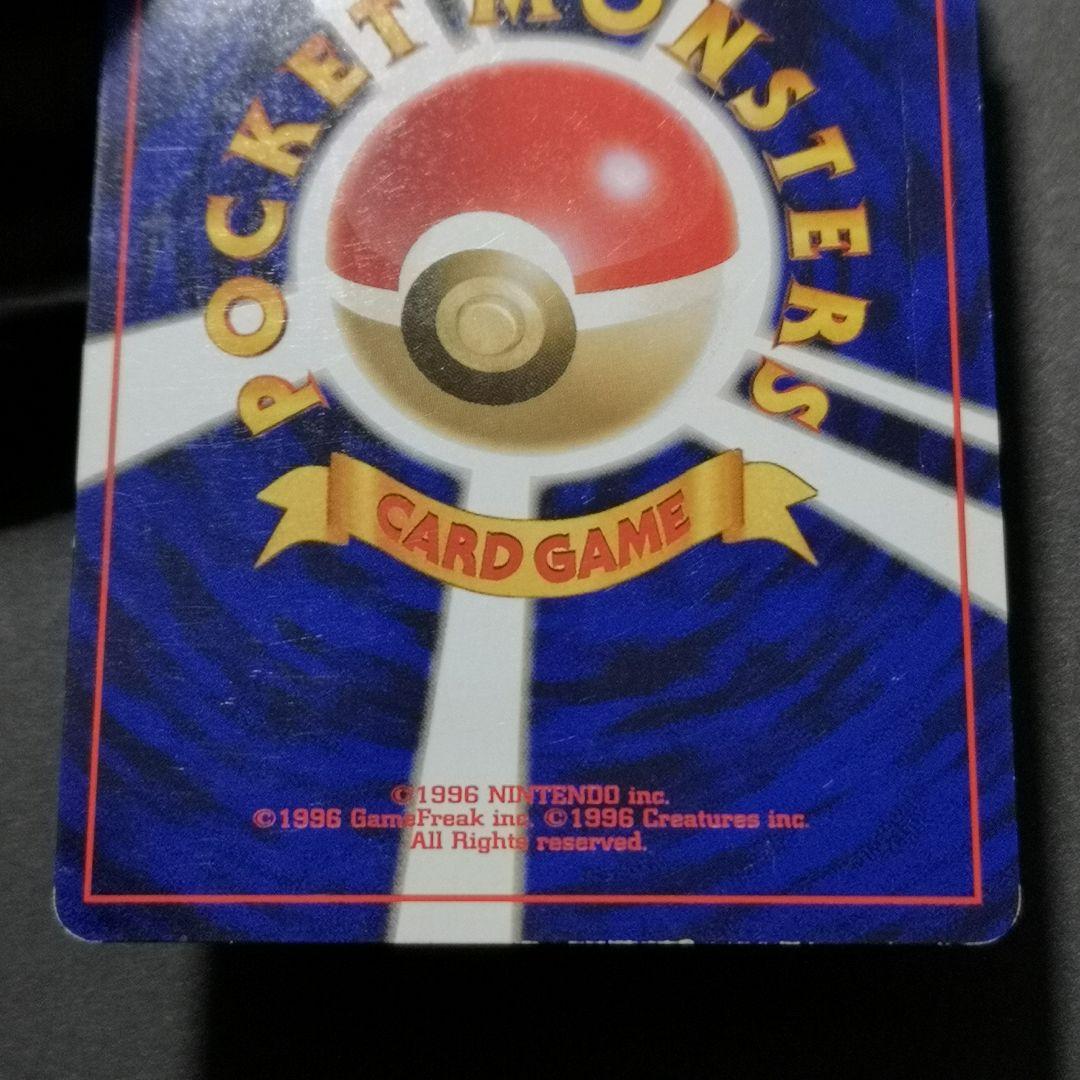 POCKET MONSTERS
CARD GAME
©1996 NINTENDO inc.
©1996 GameFreak inc. ©1996 Creatures inc.
All Rights reserved.